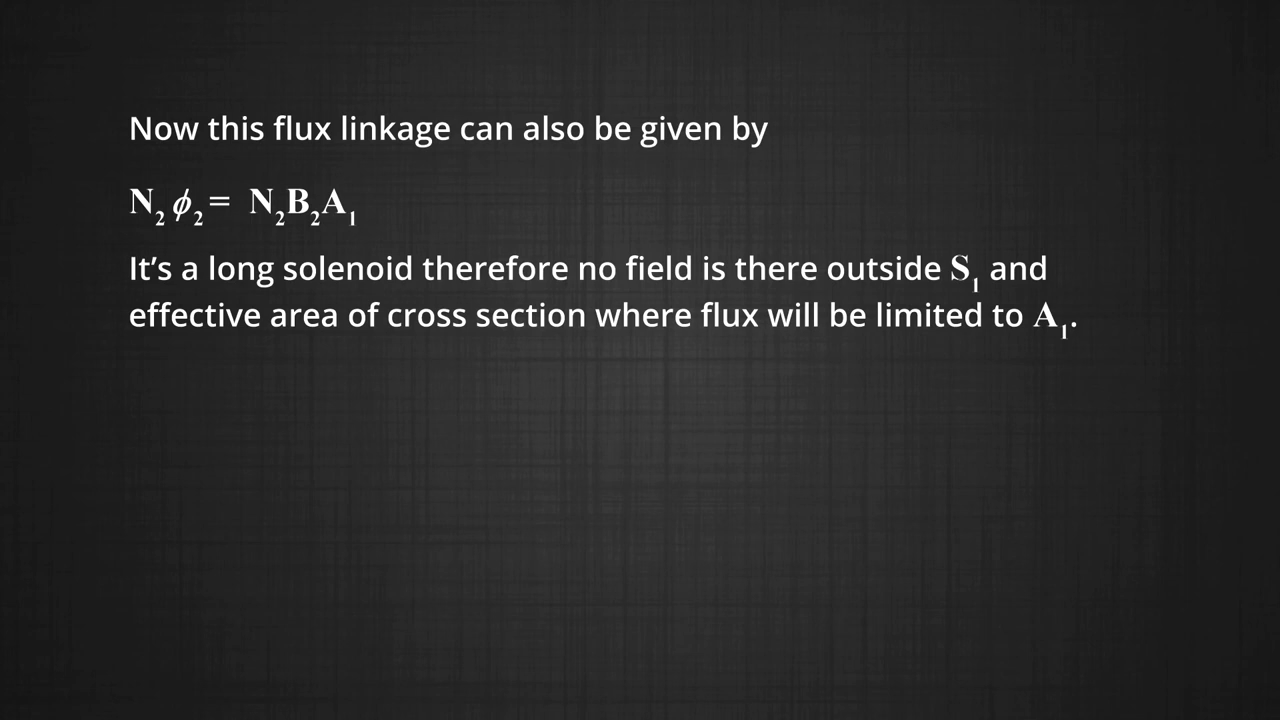 Now this flux linkage can also be given by
N₂ϕ₂ = N₂B₂A₁
It’s a long solenoid therefore no field is there outside S₁ and
effective area of cross section where flux will be limited to A₁.